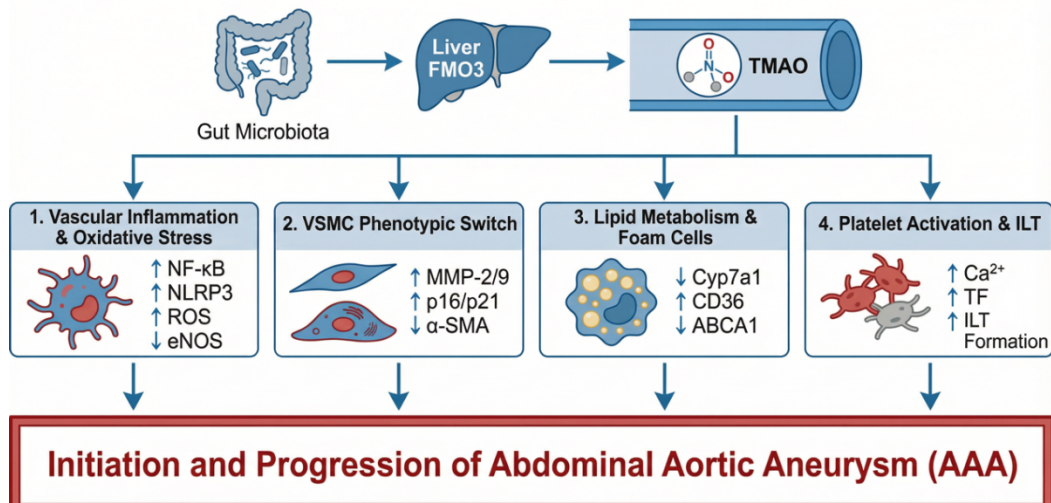 Gut Microbiota
Liver
FMO3
O
N
O
TMAO
1. Vascular Inflammation
& Oxidative Stress
↑ NF-κB
↑ NLRP3
↑ ROS
↓ eNOS
2. VSMC Phenotypic Switch
↑ MMP-2/9
↑ p16/p21
↓ α-SMA
3. Lipid Metabolism &
Foam Cells
↓ Cyp7a1
↑ CD36
↓ ABCA1
4. Platelet Activation & ILT
↑ Ca²⁺
↑ TF
↑ ILT
Formation
Initiation and Progression of Abdominal Aortic Aneurysm (AAA)